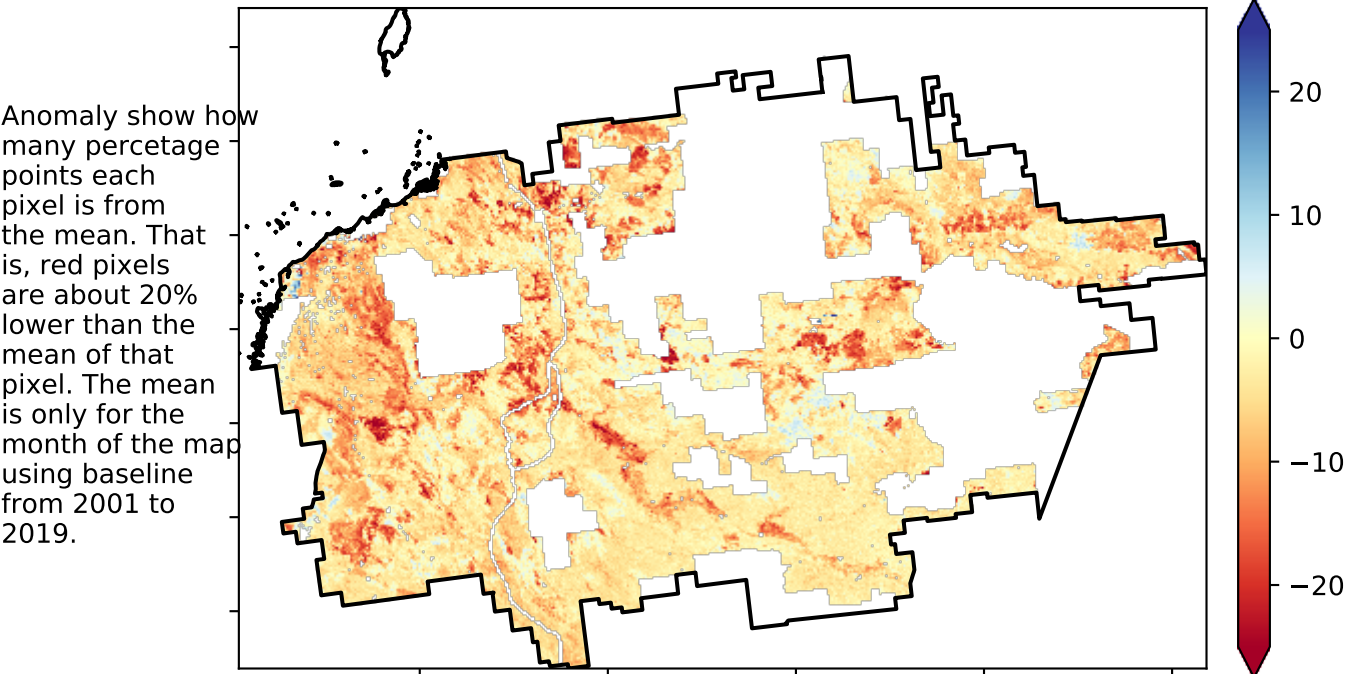 Anomaly show how
many percetage
points each
pixel is from
the mean. That
is, red pixels
are about 20%
lower than the
mean of that
pixel. The mean
is only for the
month of the map
using baseline
from 2001 to
2019.
20
10
0
−10
−20